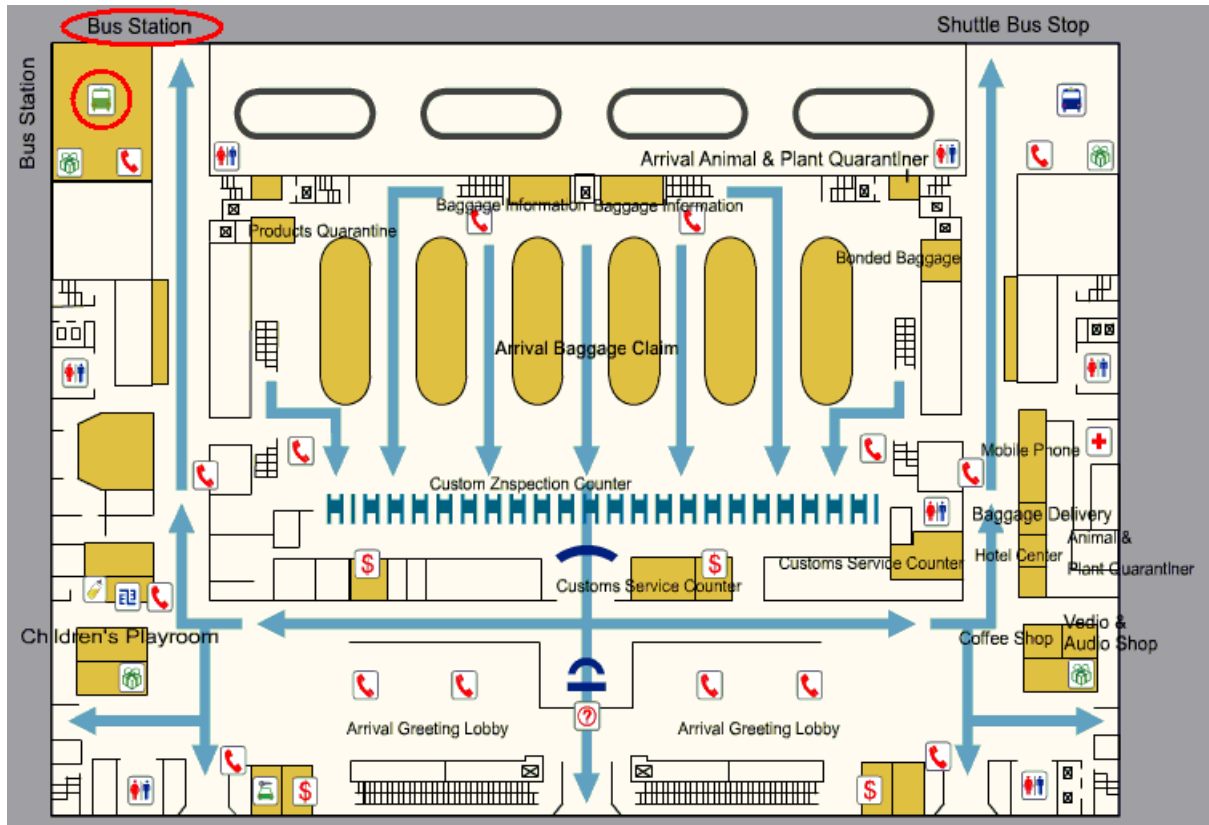 Bus Station
Shuttle Bus Stop
Bus Station
Arrival Animal & Plant QuarantIner
Baggage Information
Baggage Information
Products Quarantine
Bonded Baggage
Arrival Baggage Claim
Mobile Phone
Custom Znspection Counter
Baggage Delivery
Animal &
Plant QuarantIner
Hotel Center
Customs Service Counter
Customs Service Counter
Children's Playroom
Coffee Shop
Vedio &
Audio Shop
Arrival Greeting Lobby
Arrival Greeting Lobby